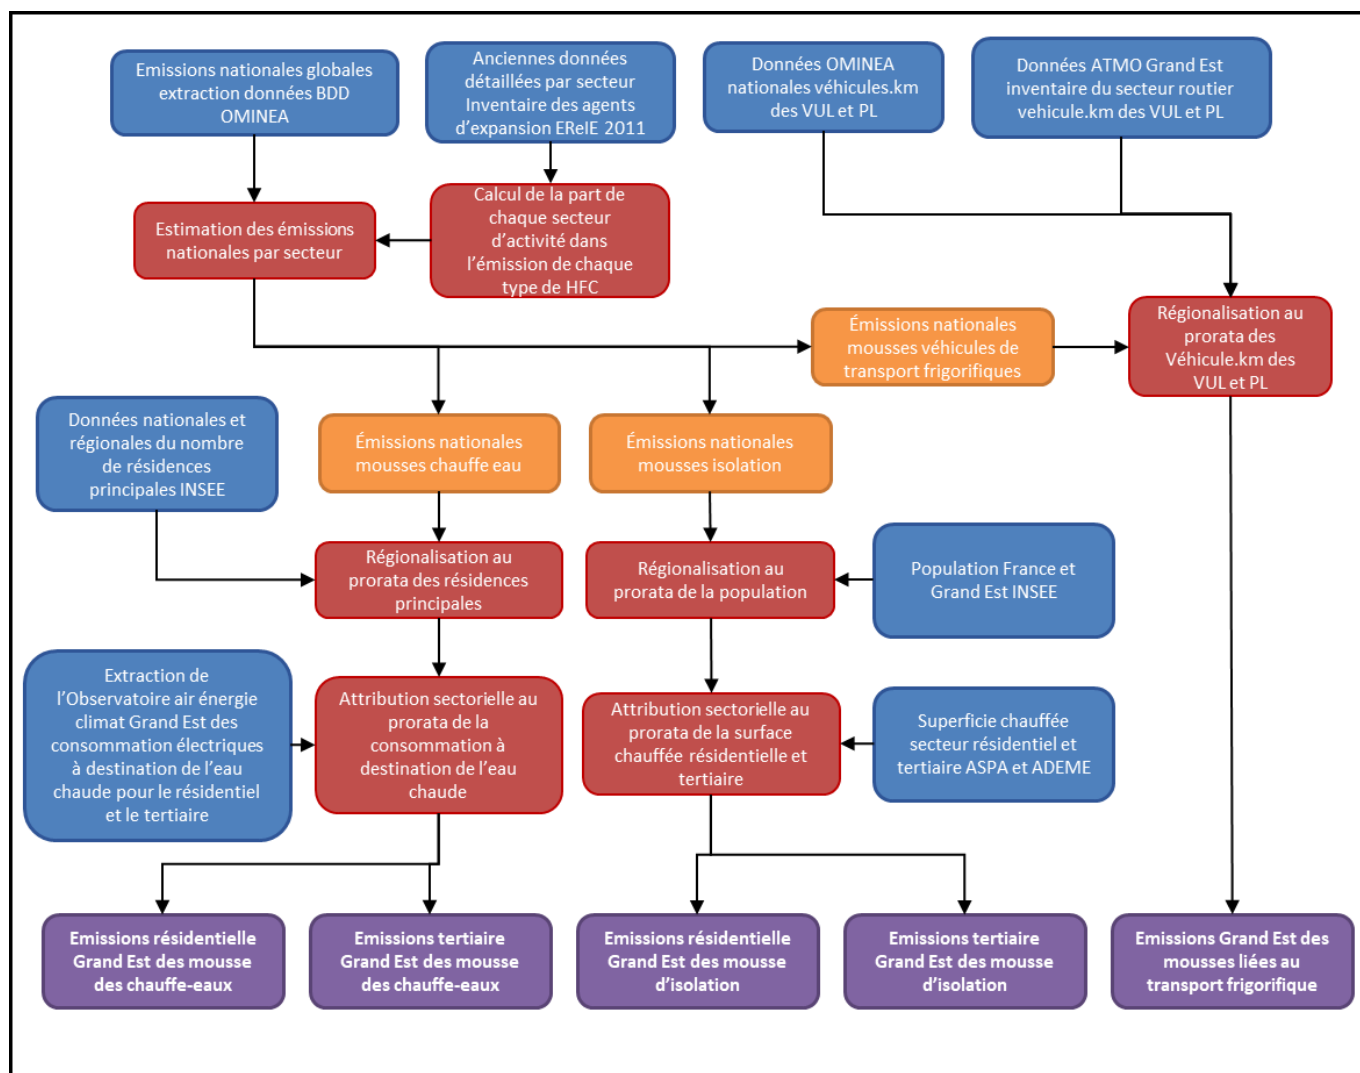 Emissions nationales globales
extraction données BDD
OMINEA
Anciennes données
détaillées par secteur
Inventaire des agents
d'expansion EReIE 2011
Données OMINEA
nationales véhicules.km
des VUL et PL
Données ATMO Grand Est
inventaire du secteur routier
vehicule.km des VUL et PL
Estimation des émissions
nationales par secteur
Calcul de la part de
chaque secteur
d'activité dans
l'émission de chaque
type de HFC
Émissions nationales
mousses véhicules de
transport frigorifiques
Régionalisation au
prorata des
Véhicule.km des
VUL et PL
Données nationales et
régionales du nombre
de résidences
principales INSEE
Émissions nationales
mousses chauffe eau
Émissions nationales
mousses isolation
Régionalisation au
prorata des résidences
principales
Régionalisation au
prorata de la population
Population France et
Grand Est INSEE
Extraction de
l'Observatoire air énergie
climat Grand Est des
consommation électriques
à destination de l'eau
chaude pour le résidentiel
et le tertiaire
Attribution sectorielle au
prorata de la
consommation à
destination de l'eau
chaude
Attribution sectorielle au
prorata de la surface
chauffée résidentielle et
tertiaire
Superficie chauffée
secteur résidentiel et
tertiaire ASPA et ADEME
Emissions résidentielle
Grand Est des mousse
des chauffe-eaux
Emissions tertiaire
Grand Est des mousse
des chauffe-eaux
Emissions résidentielle
Grand Est des mousse
d'isolation
Emissions tertiaire
Grand Est des mousse
d'isolation
Emissions Grand Est des
mousses liées au
transport frigorifique